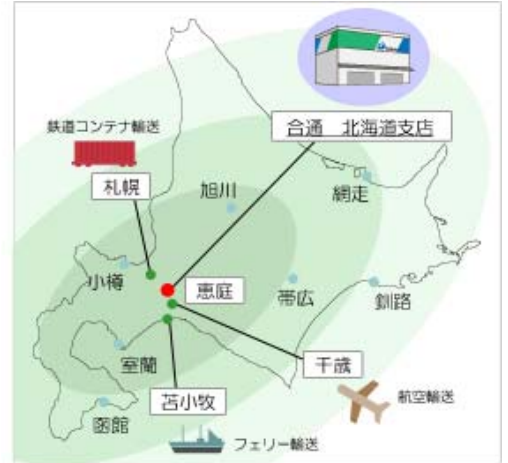 合通　北海道支店
鉄道コンテナ輸送
札幌
旭川
網走
小樽
恵庭
帯広
釧路
室蘭
千歳
苫小牧
航空輸送
函館
フェリー輸送